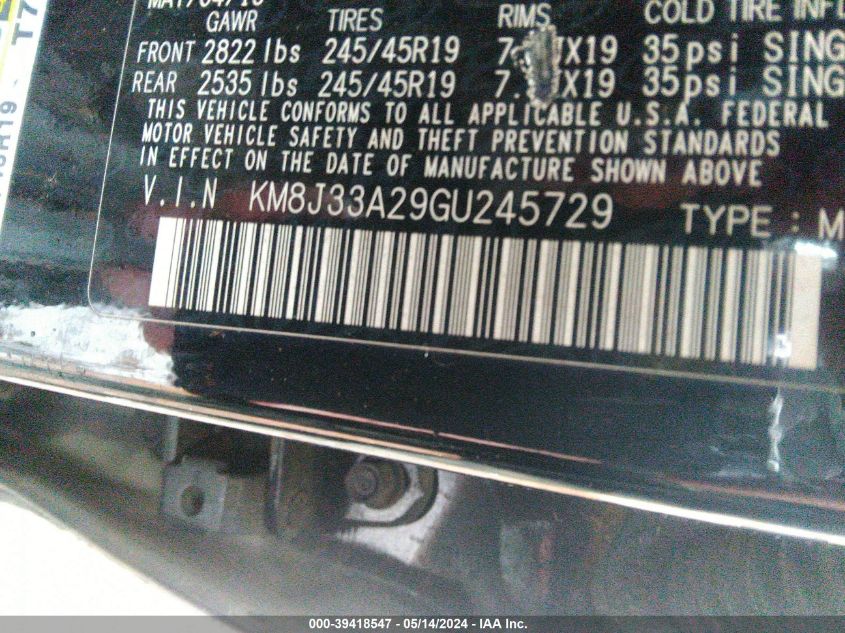 GAWR TIRES RIMS COLD TIRE INFL
FRONT 2822 lbs 245/45R19 35psi SING
REAR 2535 lbs 245/45R19 35psi SING
THIS VEHICLE CONFORMS TO ALL APPLICABLE U.S.A. FEDERAL
MOTOR VEHICLE SAFETY AND THEFT PREVENTION STANDARDS
IN EFFECT ON THE DATE OF MANUFACTURE SHOWN ABOVE
V.I.N KM8J33A29GU245729 TYPE : M
000-39418547 - 05/14/2024 - IAA Inc.